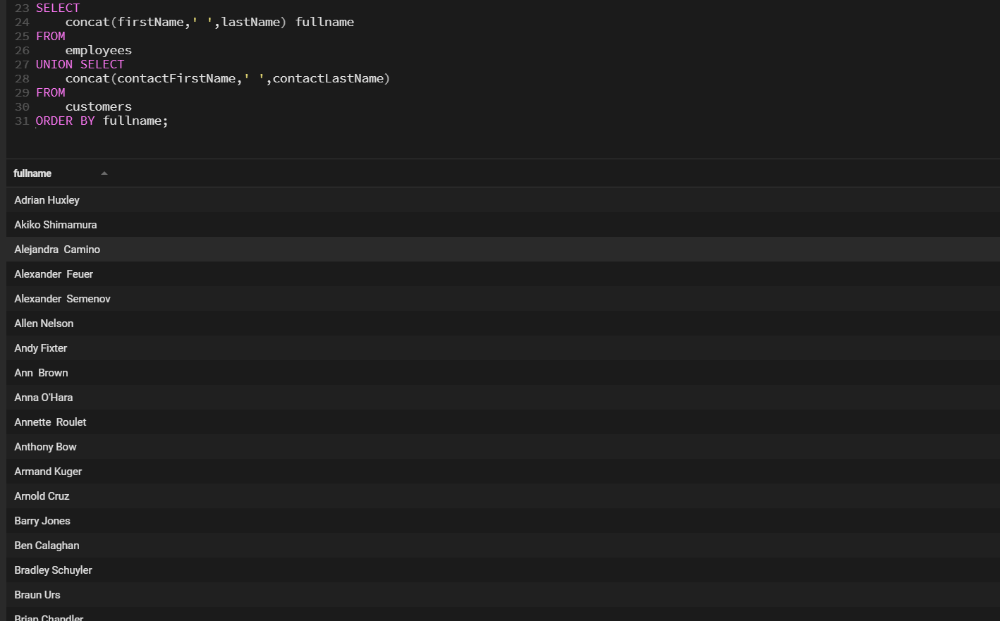 23 SELECT
24 concat(firstName,' ',lastName) fullname
25 FROM
26 employees
27 UNION SELECT
28 concat(contactFirstName,' ',contactLastName)
29 FROM
30 customers
31 ORDER BY fullname;
fullname
Adrian Huxley
Akiko Shimamura
Alejandra  Camino
Alexander  Feuer
Alexander  Semenov
Allen Nelson
Andy Fixter
Ann  Brown
Anna O'Hara
Annette  Roulet
Anthony Bow
Armand Kuger
Arnold Cruz
Barry Jones
Ben Calaghan
Bradley Schuyler
Braun Urs
Brian Chandler